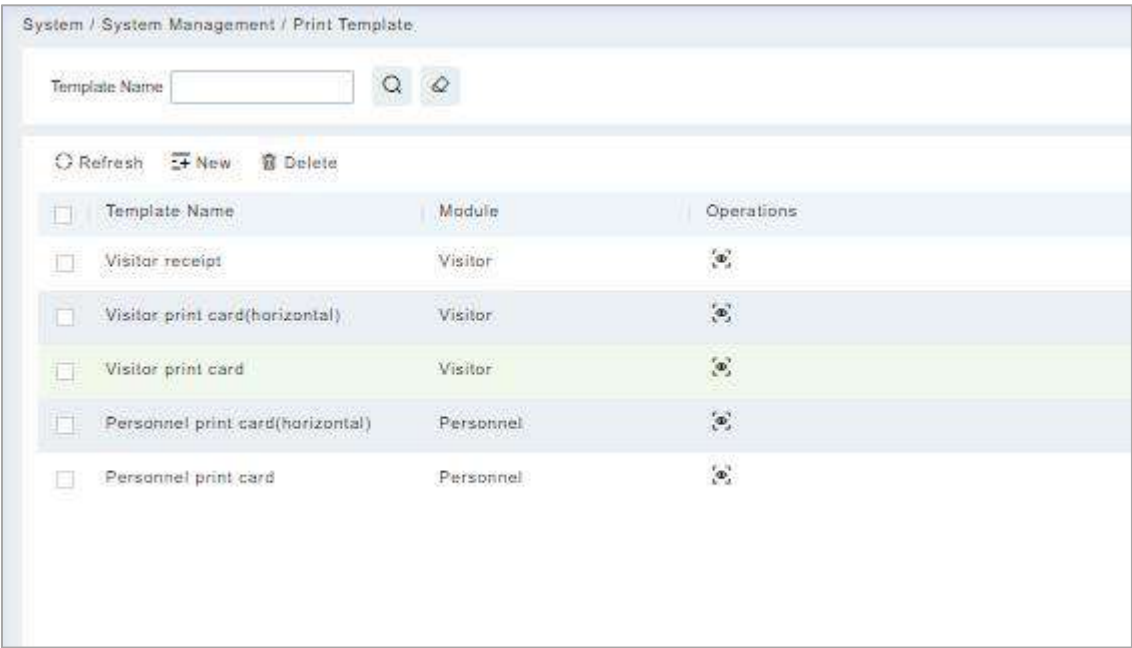 System / System Management / Print Template
Template Name
Refresh New Delete
Template Name Module Operations
Visitor receipt Visitor
Visitor print card(horizontal) Visitor
Visitor print card Visitor
Personnel print card(horizontal) Personnel
Personnel print card Personnel